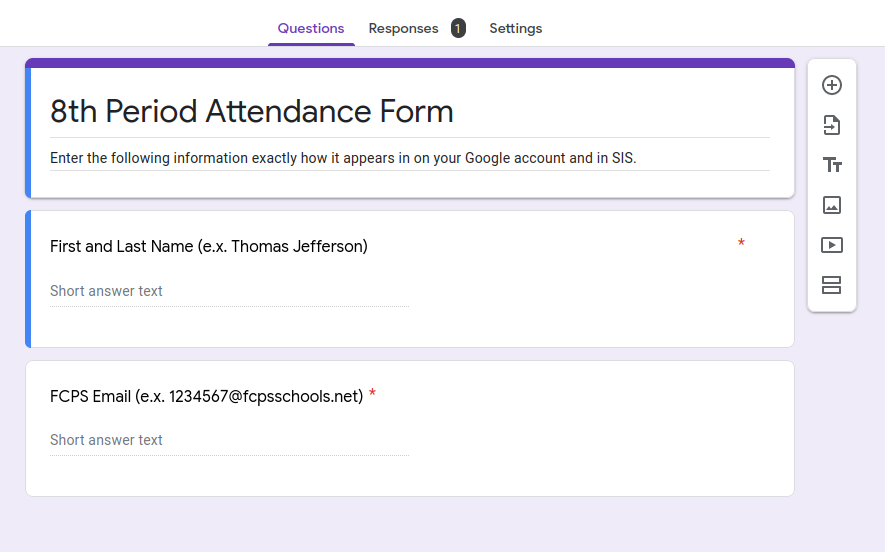 Questions Responses 1 Settings
8th Period Attendance Form
Enter the following information exactly how it appears in on your Google account and in SIS.
First and Last Name (e.x. Thomas Jefferson) *
Short answer text
FCPS Email (e.x. 1234567@fcpsschools.net) *
Short answer text